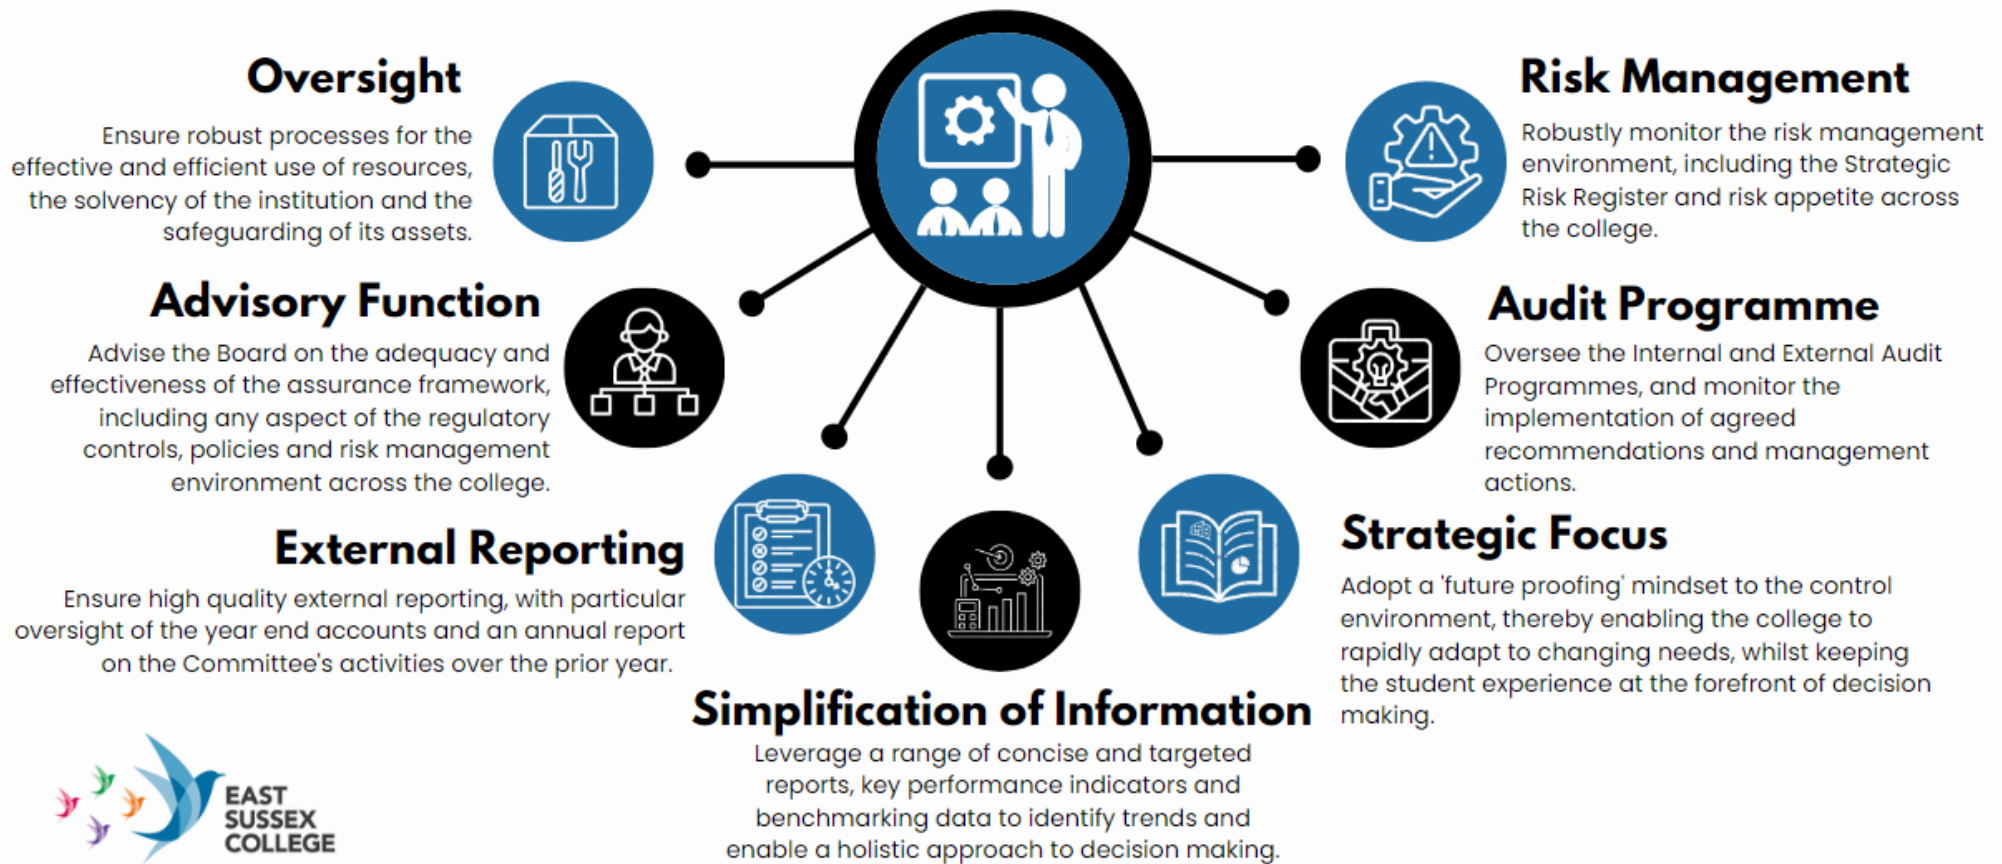 Oversight
Ensure robust processes for the
effective and efficient use of resources,
the solvency of the institution and the
safeguarding of its assets.
Advisory Function
Advise the Board on the adequacy and
effectiveness of the assurance framework,
including any aspect of the regulatory
controls, policies and risk management
environment across the college.
External Reporting
Ensure high quality external reporting, with particular
oversight of the year end accounts and an annual report
on the Committee's activities over the prior year.
Simplification of Information
Leverage a range of concise and targeted
reports, key performance indicators and
benchmarking data to identify trends and
enable a holistic approach to decision making.
Strategic Focus
Adopt a 'future proofing' mindset to the control
environment, thereby enabling the college to
rapidly adapt to changing needs, whilst keeping
the student experience at the forefront of decision
making.
Audit Programme
Oversee the Internal and External Audit
Programmes, and monitor the
implementation of agreed
recommendations and management
actions.
Risk Management
Robustly monitor the risk management
environment, including the Strategic
Risk Register and risk appetite across
the college.
EAST
SUSSEX
COLLEGE